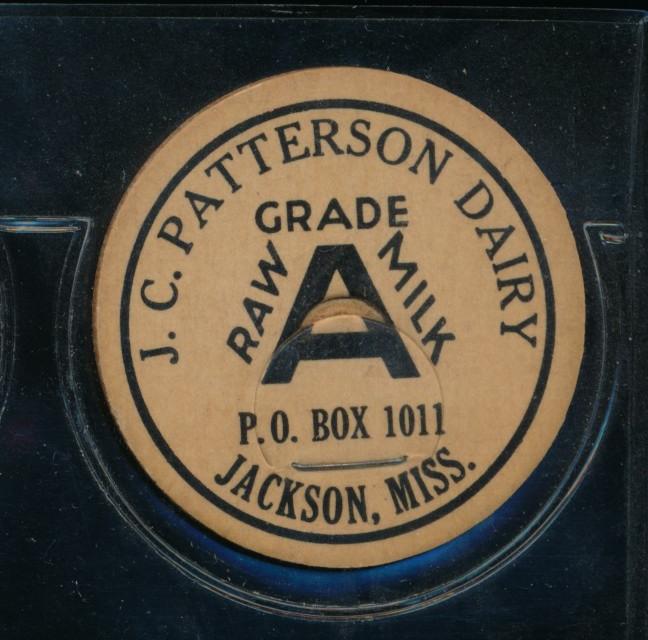 J. C. PATTERSON DAIRY
GRADE
A
RAW MILK
P.O. BOX 1011
JACKSON, MISS.